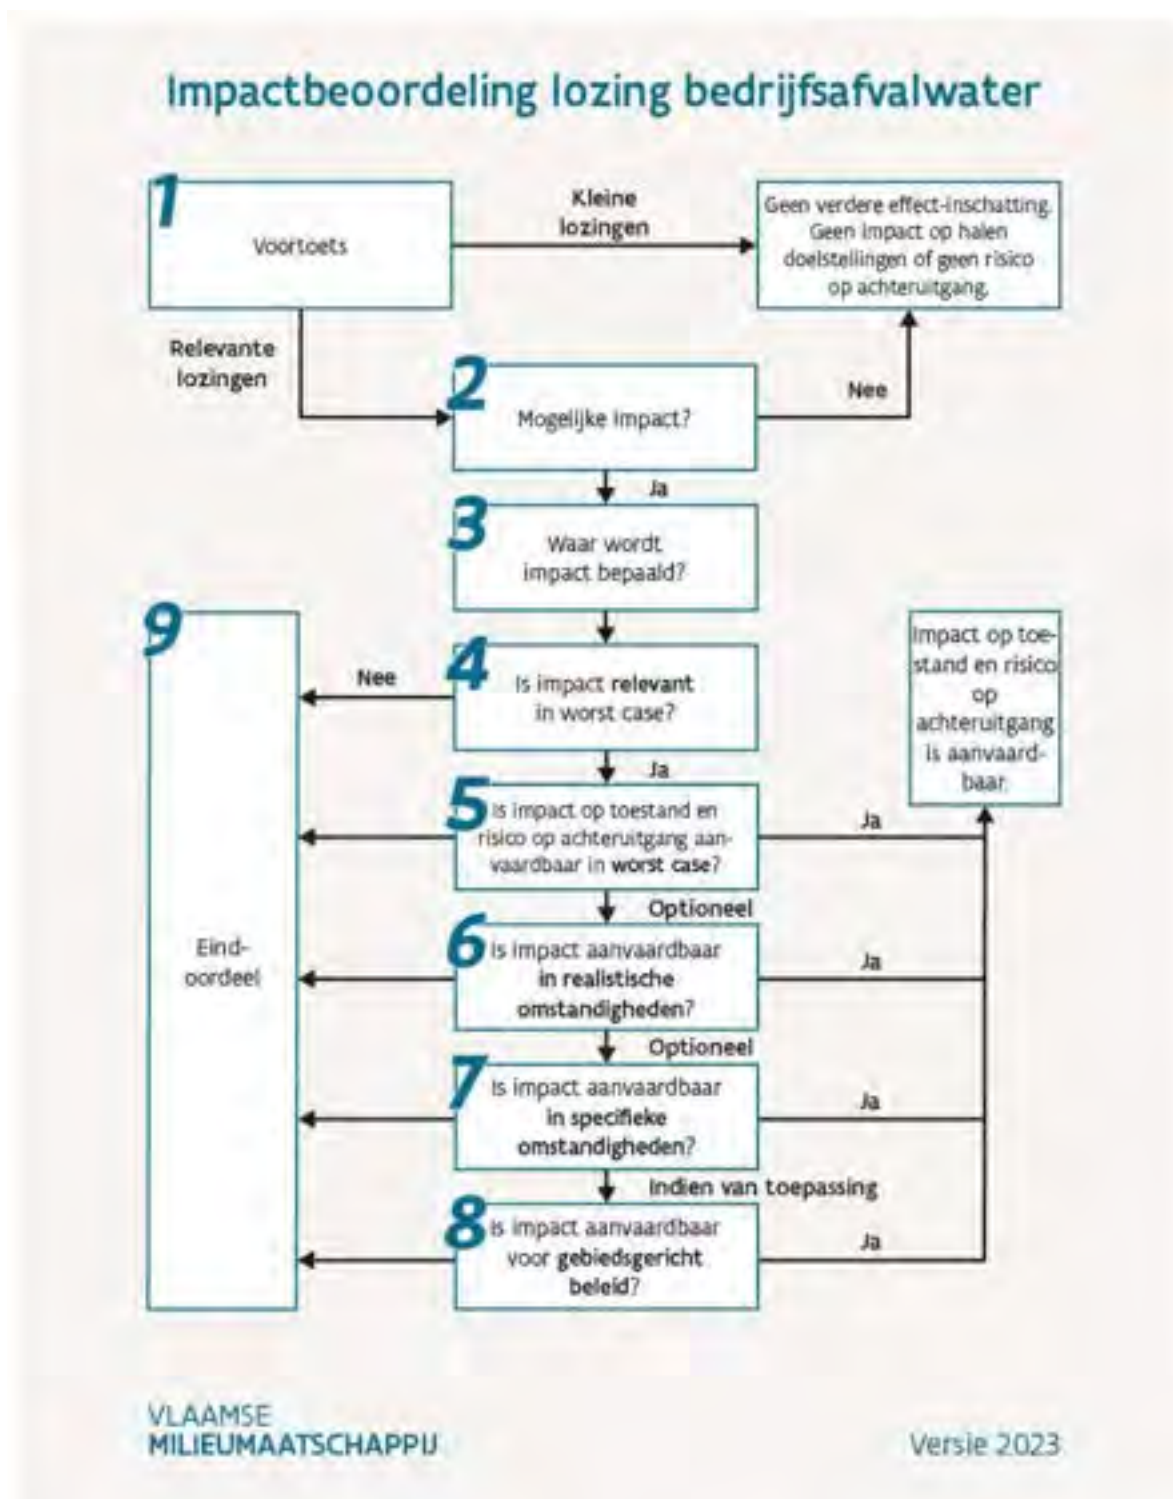 Impactbeoordeling lozing bedrijfsafvalwater
1
Voortoets
Kleine
lozingen
Geen verdere effect-inschatting.
Geen impact op halen
doelstellingen of geen risico
op achteruitgang.
Relevante
lozingen
2
Mogelijke impact?
Nee
Ja
3
Waar wordt
impact bepaald?
4
Is impact relevant
in worst case?
Nee
Ja
5
Is impact op toestand en
risico op achteruitgang aan-
vaardbaar in worst case?
Ja
Optioneel
6
Is impact aanvaardbaar
in realistische
omstandigheden?
Ja
Optioneel
7
Is impact aanvaardbaar
in specifieke
omstandigheden?
Ja
Indien van toepassing
8
Is impact aanvaardbaar
voor gebiedsgericht
beleid?
Ja
9
Eind-
oordeel
Impact op toe-
stand en risico
op
achteruitgang
is aanvaard-
baar.
VLAAMSE
MILIEUMAATSCHAPPIJ
Versie 2023